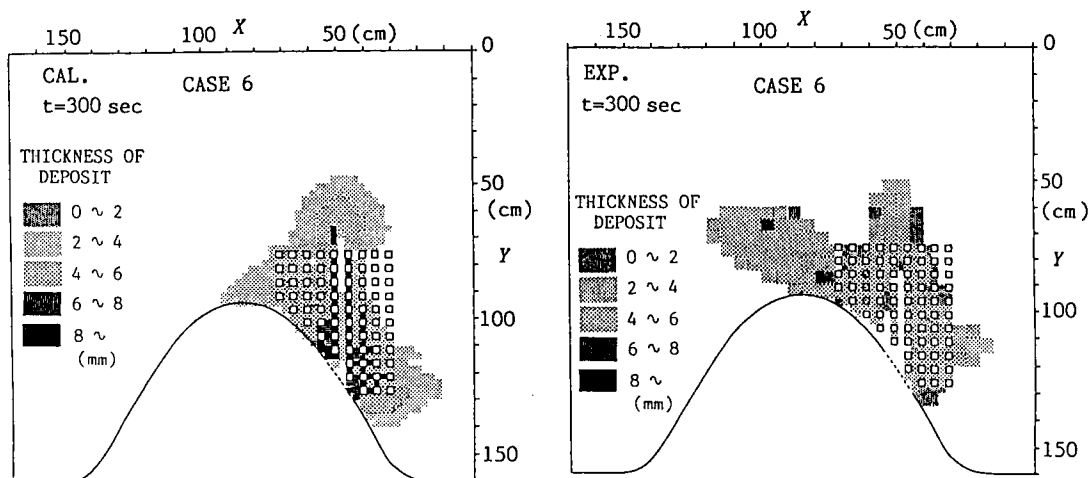 X
150 100 50 (cm)
0
CAL.
t=300 sec
CASE 6
THICKNESS OF
DEPOSIT
0 ~ 2
2 ~ 4
4 ~ 6
6 ~ 8
8 ~
(mm)
50
(cm)
Y
100
150
X
150 100 50 (cm)
0
EXP.
t=300 sec
CASE 6
THICKNESS OF
DEPOSIT
0 ~ 2
2 ~ 4
4 ~ 6
6 ~ 8
8 ~
(mm)
50
(cm)
Y
100
150